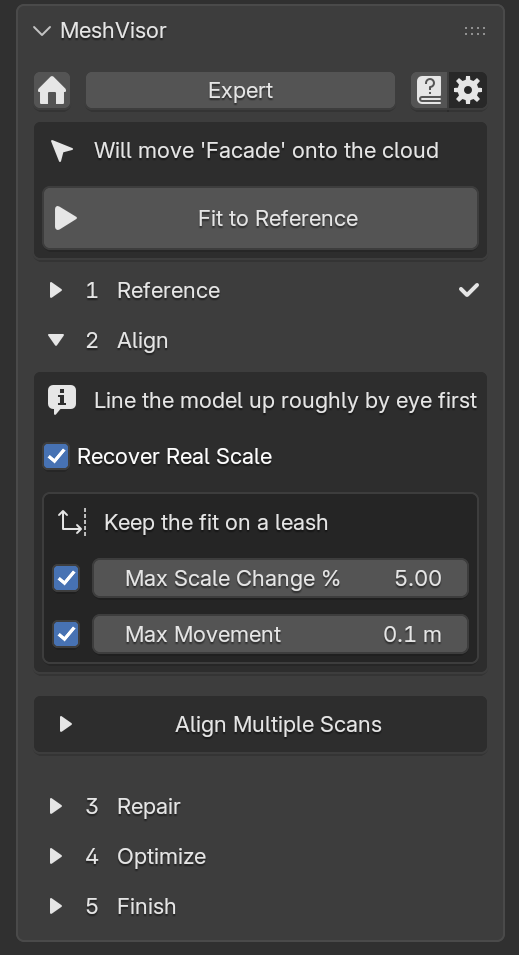 MeshVisor
Expert
Will move 'Facade' onto the cloud
Fit to Reference
1 Reference
2 Align
Line the model up roughly by eye first
Recover Real Scale
Keep the fit on a leash
Max Scale Change % 5.00
Max Movement 0.1 m
Align Multiple Scans
3 Repair
4 Optimize
5 Finish